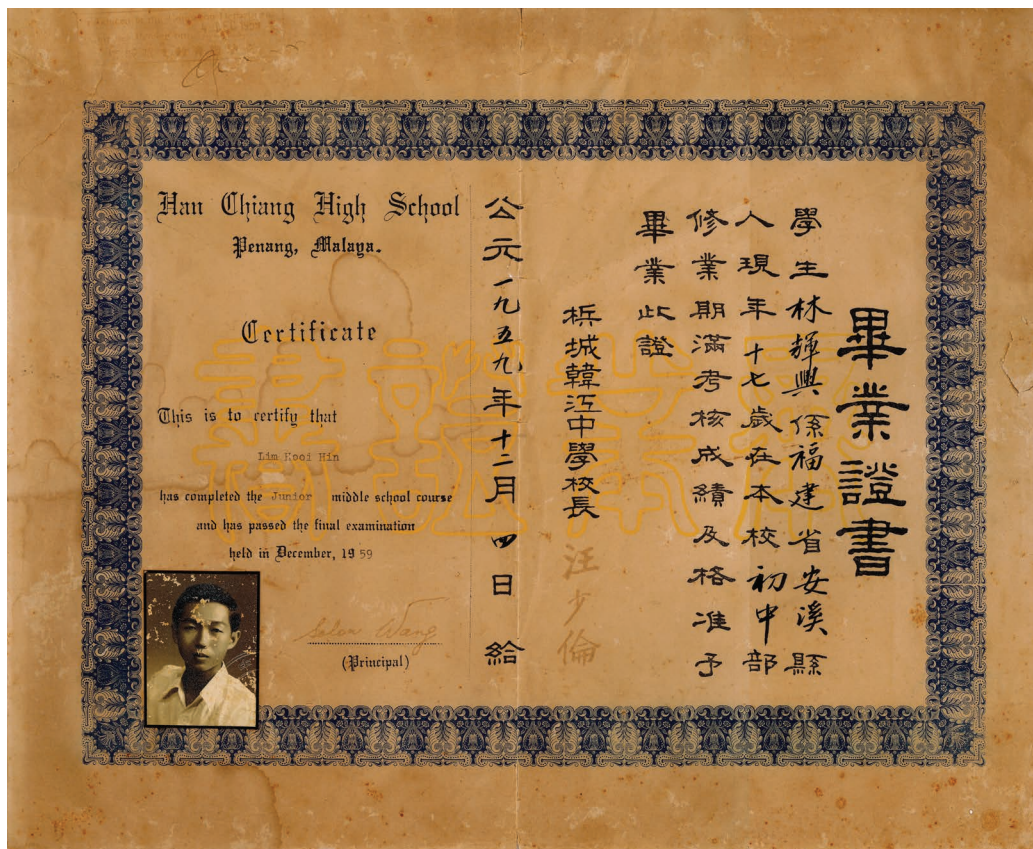 畢業證書
學生林輝興係福建省安溪縣
人現年十七歲在本校初中部
修業期滿考核成績及格准予
畢業此證
檳城韓江中學校長 汪少倫
公元一九五九年十二月四日 給
Han Chiang High School
Penang, Malaya.
Certificate
This is to certify that
Lim Kooi Hin
has completed the Junior middle school course
and has passed the final examination
held in December, 1959
Wang
(Principal)